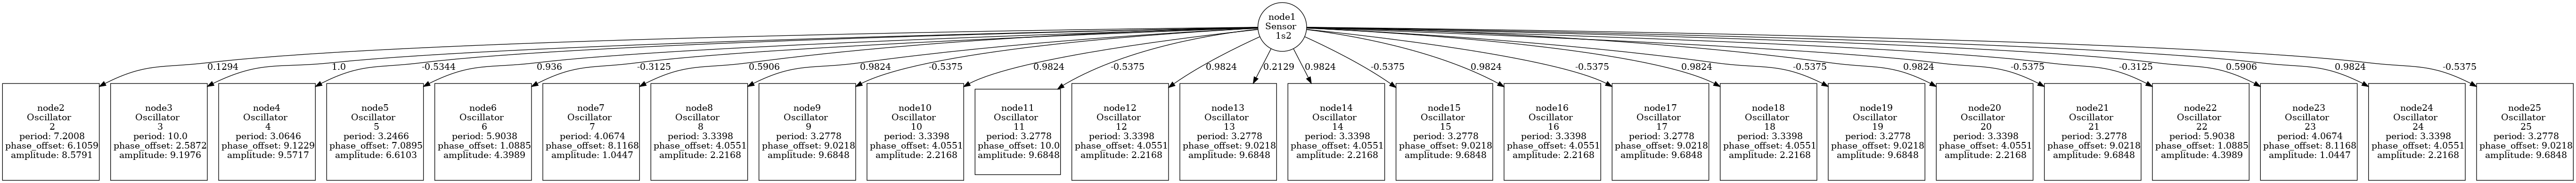 node1
Sensor
1s2
0.1294
1.0
-0.5344
0.936
-0.3125
0.5906
0.9824
-0.5375
0.9824
-0.5375
0.9824
0.2129
0.9824
-0.5375
0.9824
-0.5375
0.9824
-0.5375
0.9824
-0.5375
-0.3125
0.5906
0.9824
-0.5375
node2
Oscillator
2
period: 7.2008
phase_offset: 6.1059
amplitude: 8.5791
node3
Oscillator
3
period: 10.0
phase_offset: 2.5872
amplitude: 9.1976
node4
Oscillator
4
period: 3.0646
phase_offset: 9.1229
amplitude: 9.5717
node5
Oscillator
5
period: 3.2466
phase_offset: 7.0895
amplitude: 6.6103
node6
Oscillator
6
period: 5.9038
phase_offset: 1.0885
amplitude: 4.3989
node7
Oscillator
7
period: 4.0674
phase_offset: 8.1168
amplitude: 1.0447
node8
Oscillator
8
period: 3.3398
phase_offset: 4.0551
amplitude: 2.2168
node9
Oscillator
9
period: 3.2778
phase_offset: 9.0218
amplitude: 9.6848
node10
Oscillator
10
period: 3.3398
phase_offset: 4.0551
amplitude: 2.2168
node11
Oscillator
11
period: 3.2778
phase_offset: 10.0
amplitude: 9.6848
node12
Oscillator
12
period: 3.3398
phase_offset: 4.0551
amplitude: 2.2168
node13
Oscillator
13
period: 3.2778
phase_offset: 9.0218
amplitude: 9.6848
node14
Oscillator
14
period: 3.3398
phase_offset: 4.0551
amplitude: 2.2168
node15
Oscillator
15
period: 3.2778
phase_offset: 9.0218
amplitude: 9.6848
node16
Oscillator
16
period: 3.3398
phase_offset: 4.0551
amplitude: 2.2168
node17
Oscillator
17
period: 3.2778
phase_offset: 9.0218
amplitude: 9.6848
node18
Oscillator
18
period: 3.3398
phase_offset: 4.0551
amplitude: 2.2168
node19
Oscillator
19
period: 3.2778
phase_offset: 9.0218
amplitude: 9.6848
node20
Oscillator
20
period: 3.3398
phase_offset: 4.0551
amplitude: 2.2168
node21
Oscillator
21
period: 3.2778
phase_offset: 9.0218
amplitude: 9.6848
node22
Oscillator
22
period: 5.9038
phase_offset: 1.0885
amplitude: 4.3989
node23
Oscillator
23
period: 4.0674
phase_offset: 8.1168
amplitude: 1.0447
node24
Oscillator
24
period: 3.3398
phase_offset: 4.0551
amplitude: 2.2168
node25
Oscillator
25
period: 3.2778
phase_offset: 9.0218
amplitude: 9.6848